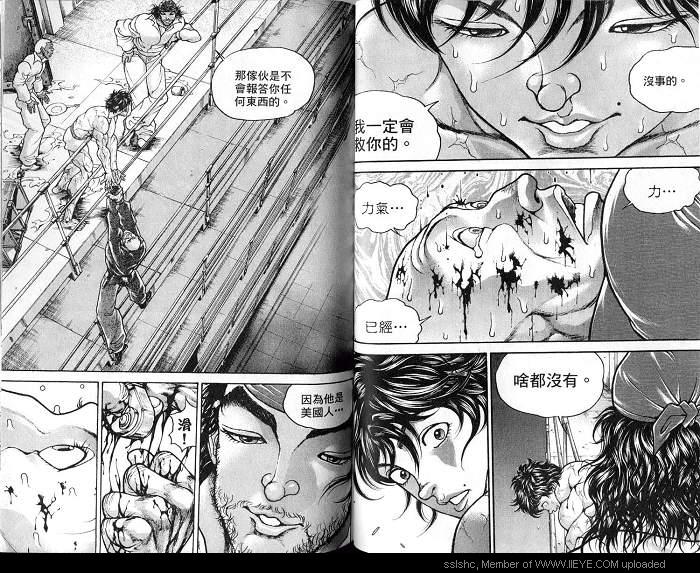 沒事的。
我一定會
救你的。
力…
力氣…
已經…
啥都沒有。
那傢伙是不
會報答你任
何東西的。
因為他是
美國人…
滑!
sslshc, Member of WWW.IIEYE.COM uploaded